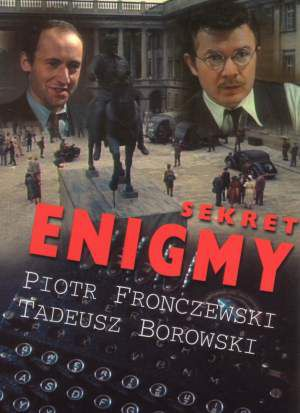 SEKRET
ENIGMY
PIOTR FRONCZEWSKI
TADEUSZ BOROWSKI